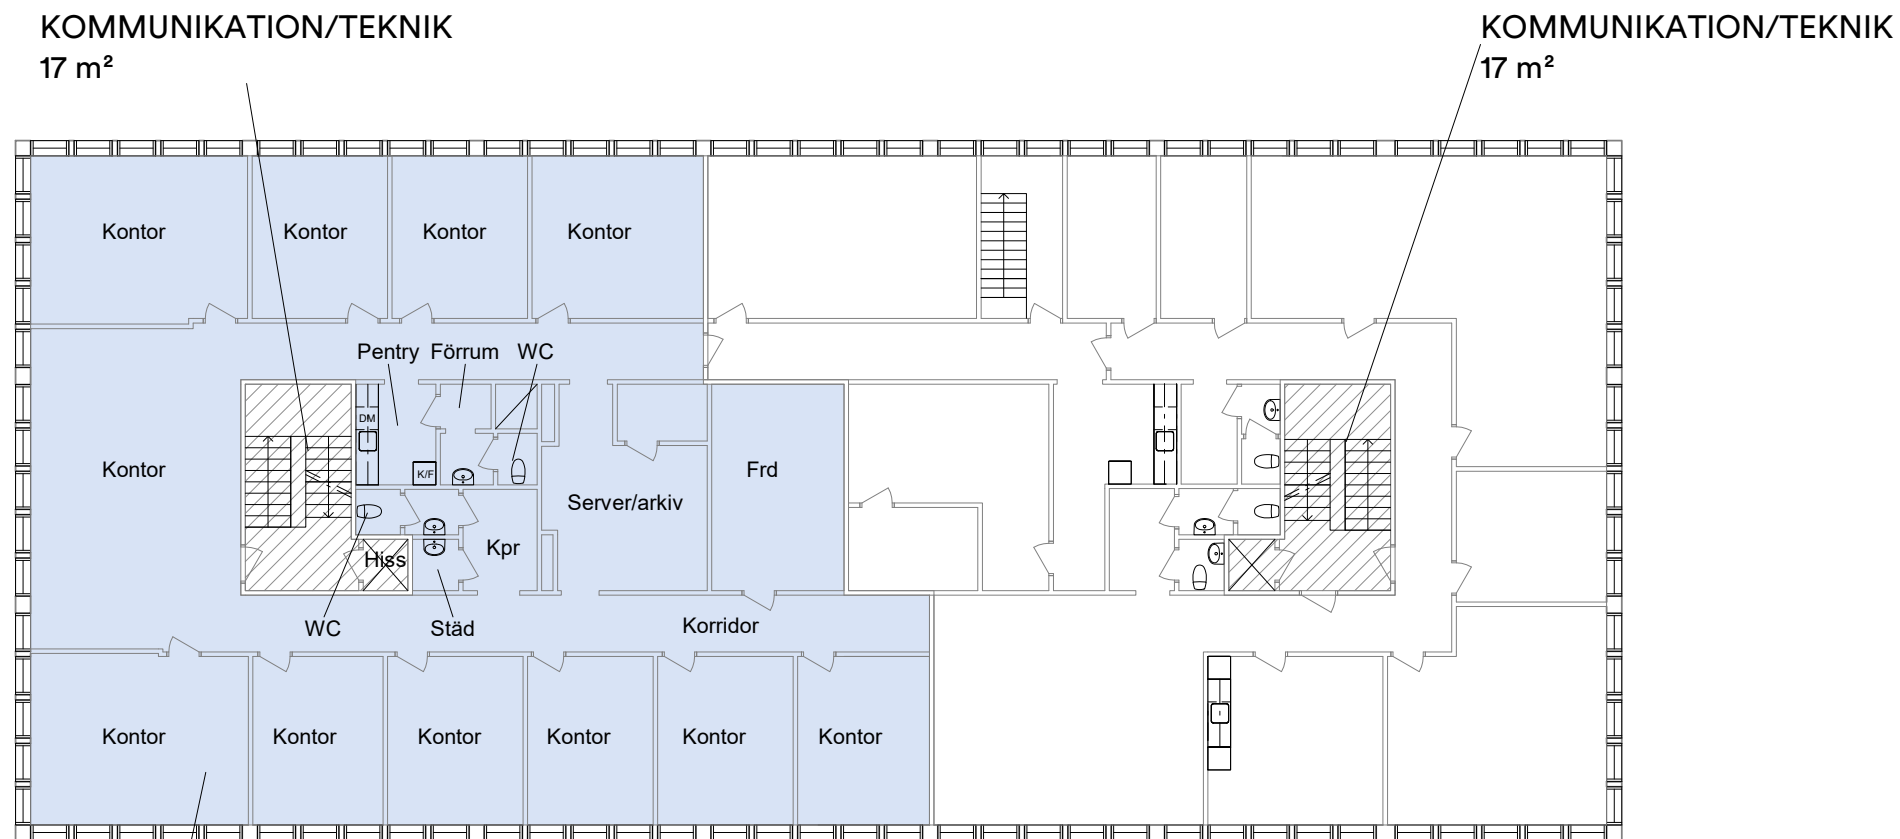 KOMMUNIKATION/TEKNIK
17 m²
KOMMUNIKATION/TEKNIK
17 m²
Kontor
Kontor
Kontor
Kontor
Pentry
Förrum
WC
DM
Kontor
K/F
Frd
Server/arkiv
Kpr
Hiss
WC
Städ
Korridor
Kontor
Kontor
Kontor
Kontor
Kontor
Kontor